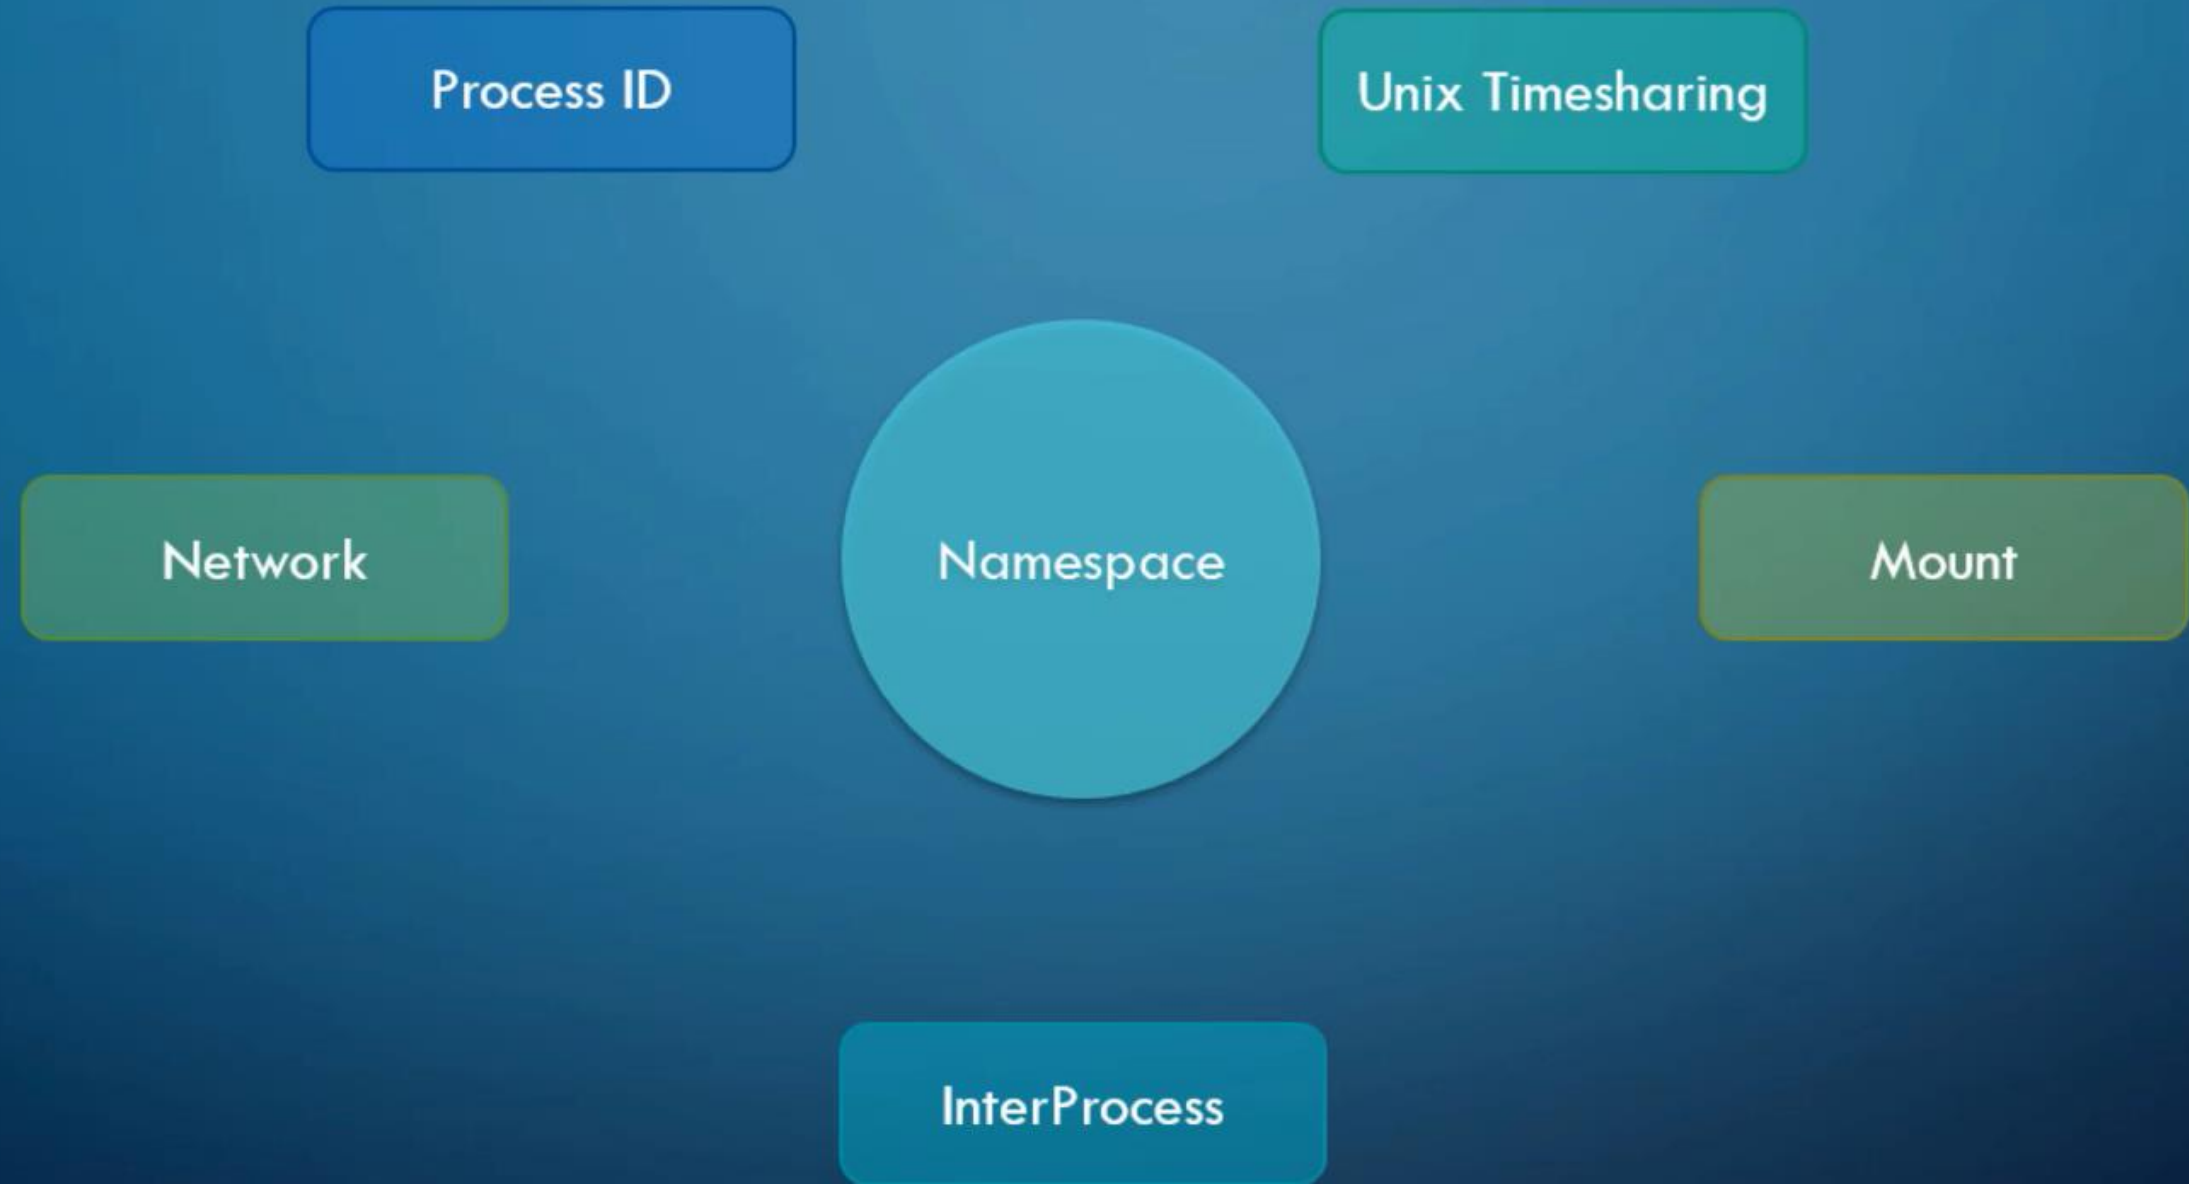 Process ID
Unix Timesharing
Network
Namespace
Mount
InterProcess